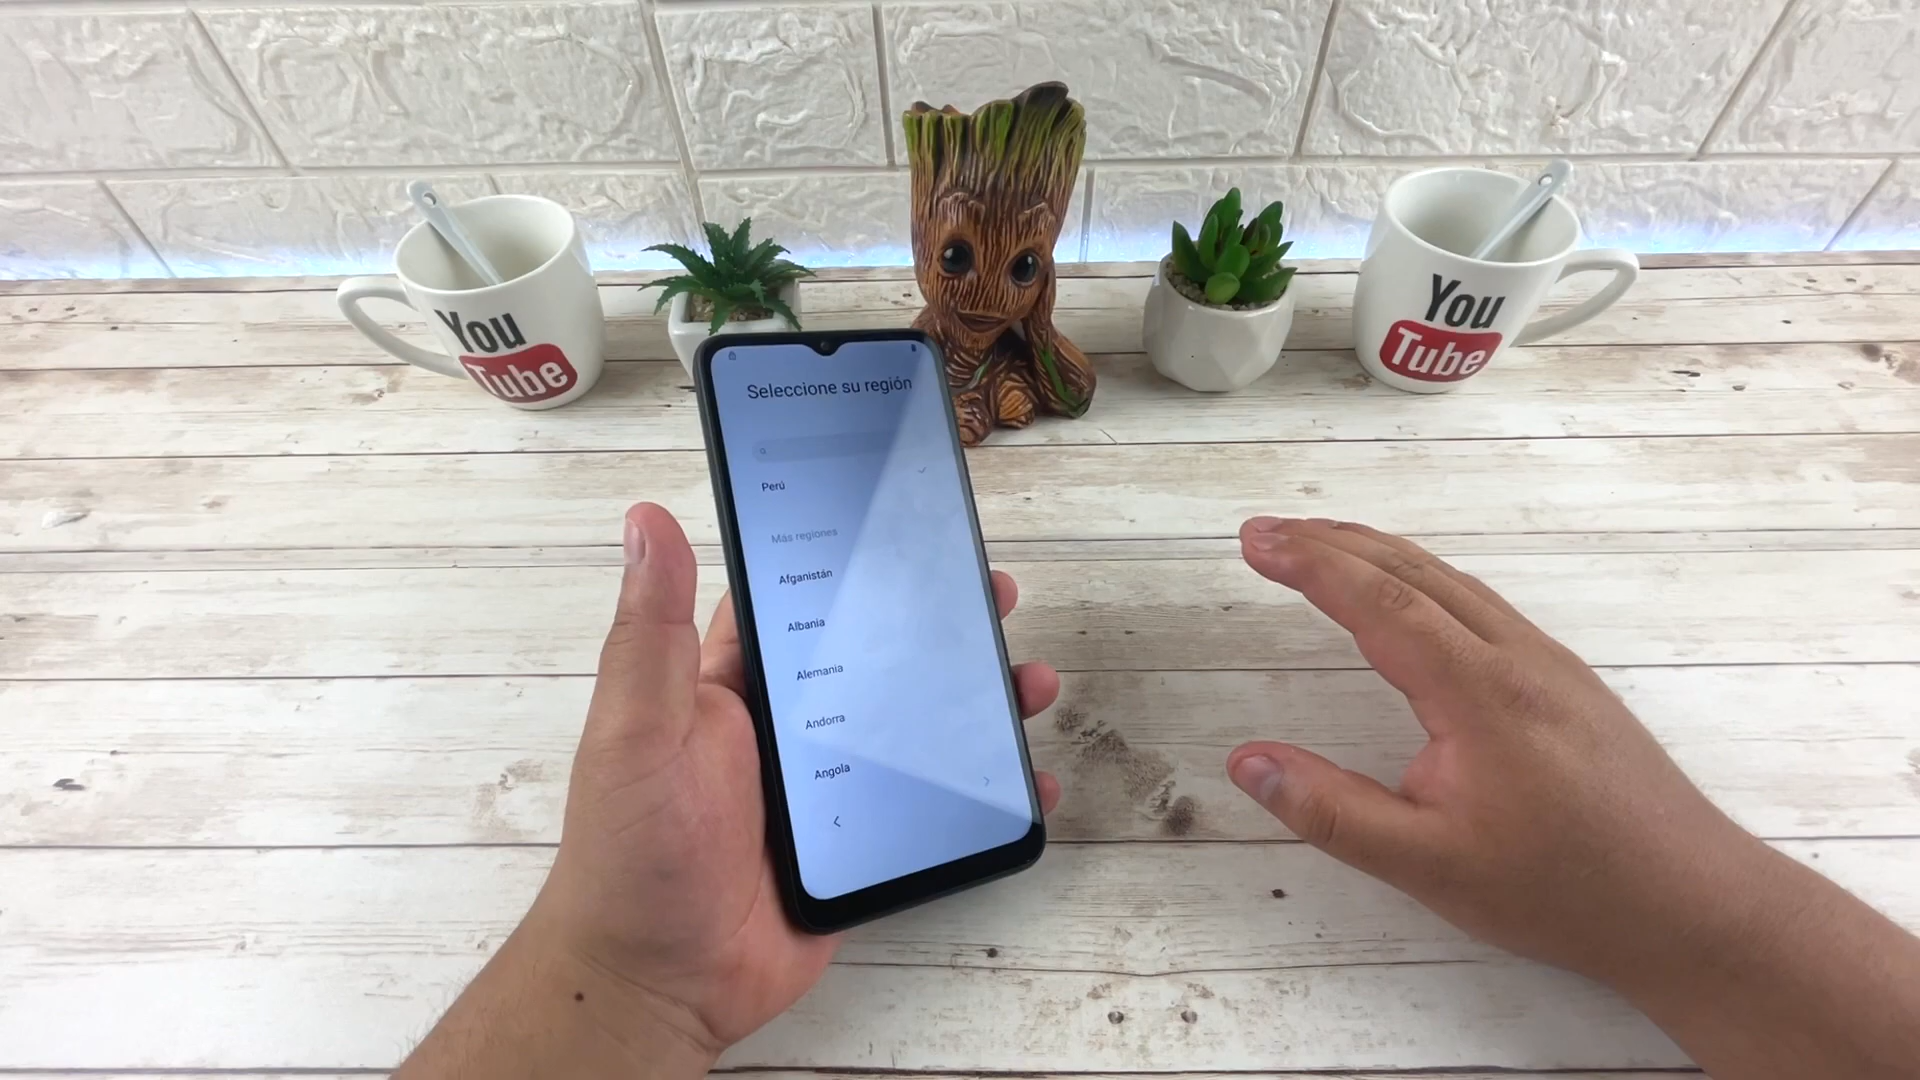 You
Tube
You
Tube
Seleccione su región
Perú
Más regiones
Afganistán
Albania
Alemania
Andorra
Angola